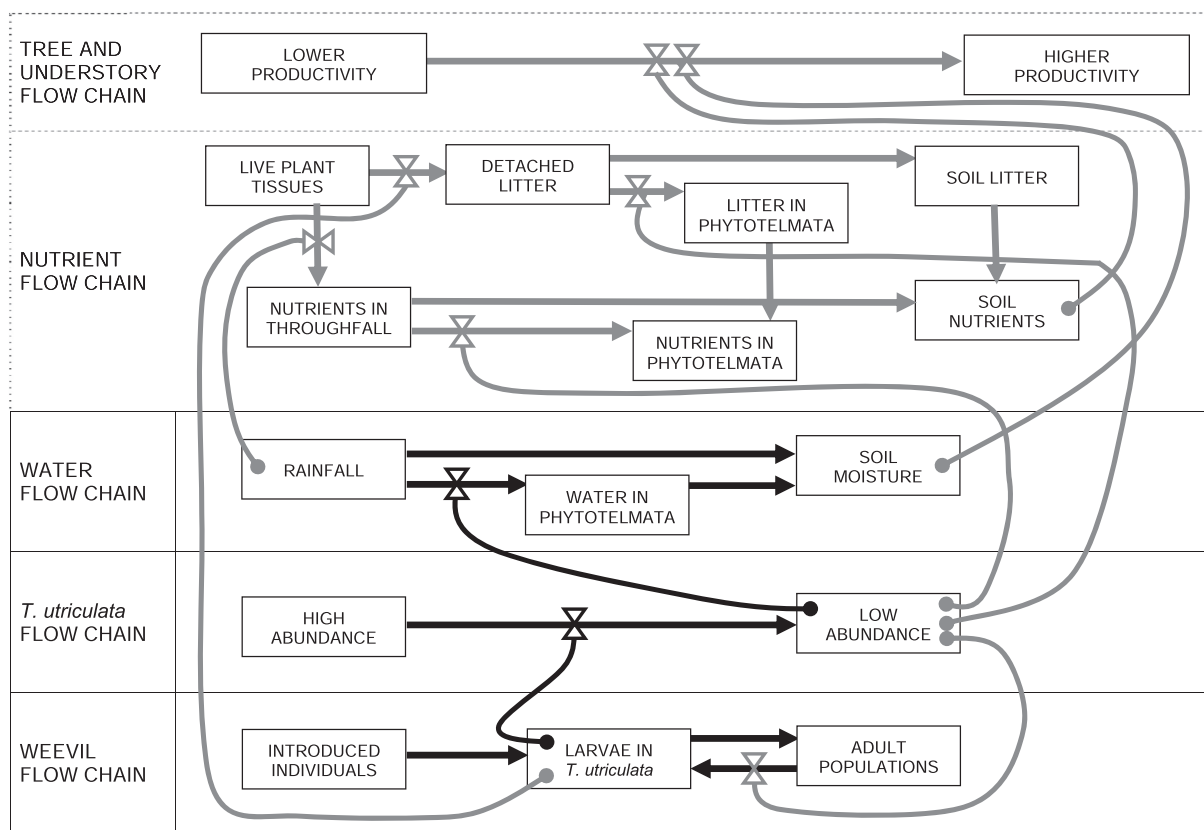 TREE AND
UNDERSTORY
FLOW CHAIN
LOWER
PRODUCTIVITY
HIGHER
PRODUCTIVITY
NUTRIENT
FLOW CHAIN
LIVE PLANT
TISSUES
DETACHED
LITTER
SOIL LITTER
LITTER IN
PHYTOTELMATA
NUTRIENTS IN
THROUGHFALL
NUTRIENTS IN
PHYTOTELMATA
SOIL
NUTRIENTS
WATER
FLOW CHAIN
RAINFALL
WATER IN
PHYTOTELMATA
SOIL
MOISTURE
T. utriculata
FLOW CHAIN
HIGH
ABUNDANCE
LOW
ABUNDANCE
WEEVIL
FLOW CHAIN
INTRODUCED
INDIVIDUALS
LARVAE IN
T. utriculata
ADULT
POPULATIONS